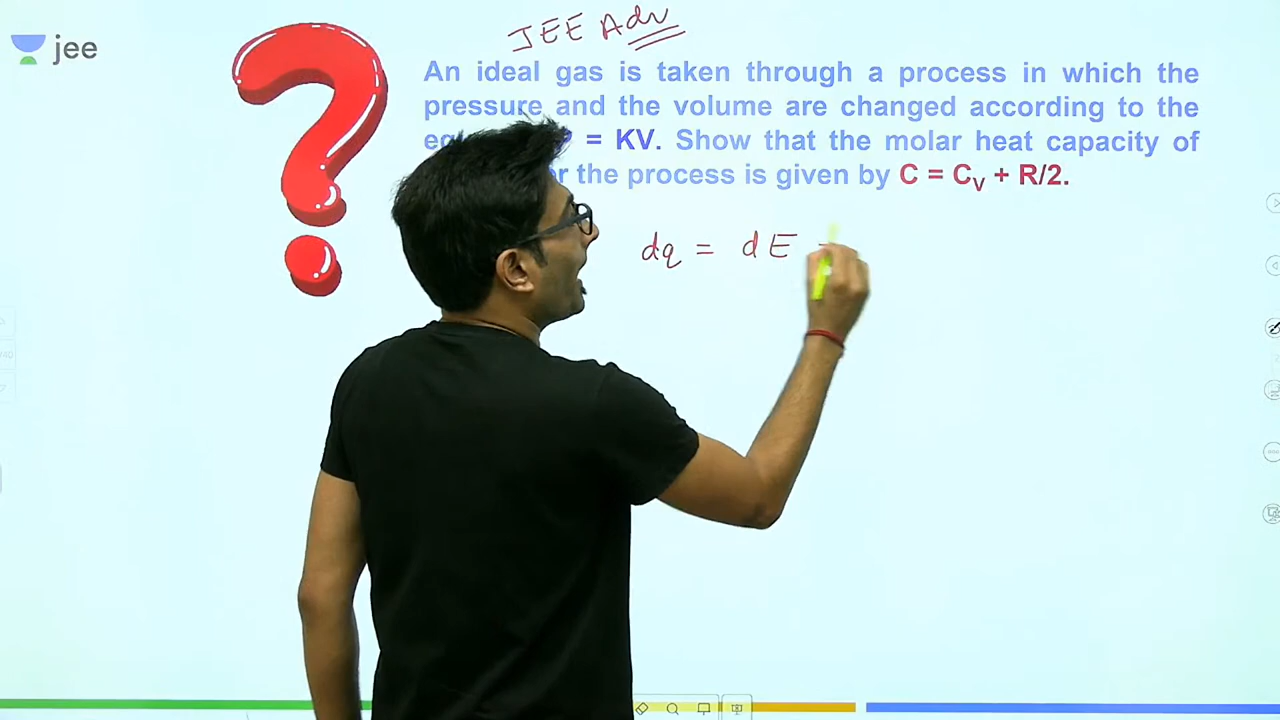 jee
JEE Adv
An ideal gas is taken through a process in which the
pressure and the volume are changed according to the
= KV. Show that the molar heat capacity of
the process is given by C = Cᵥ + R/2.
dq = dE